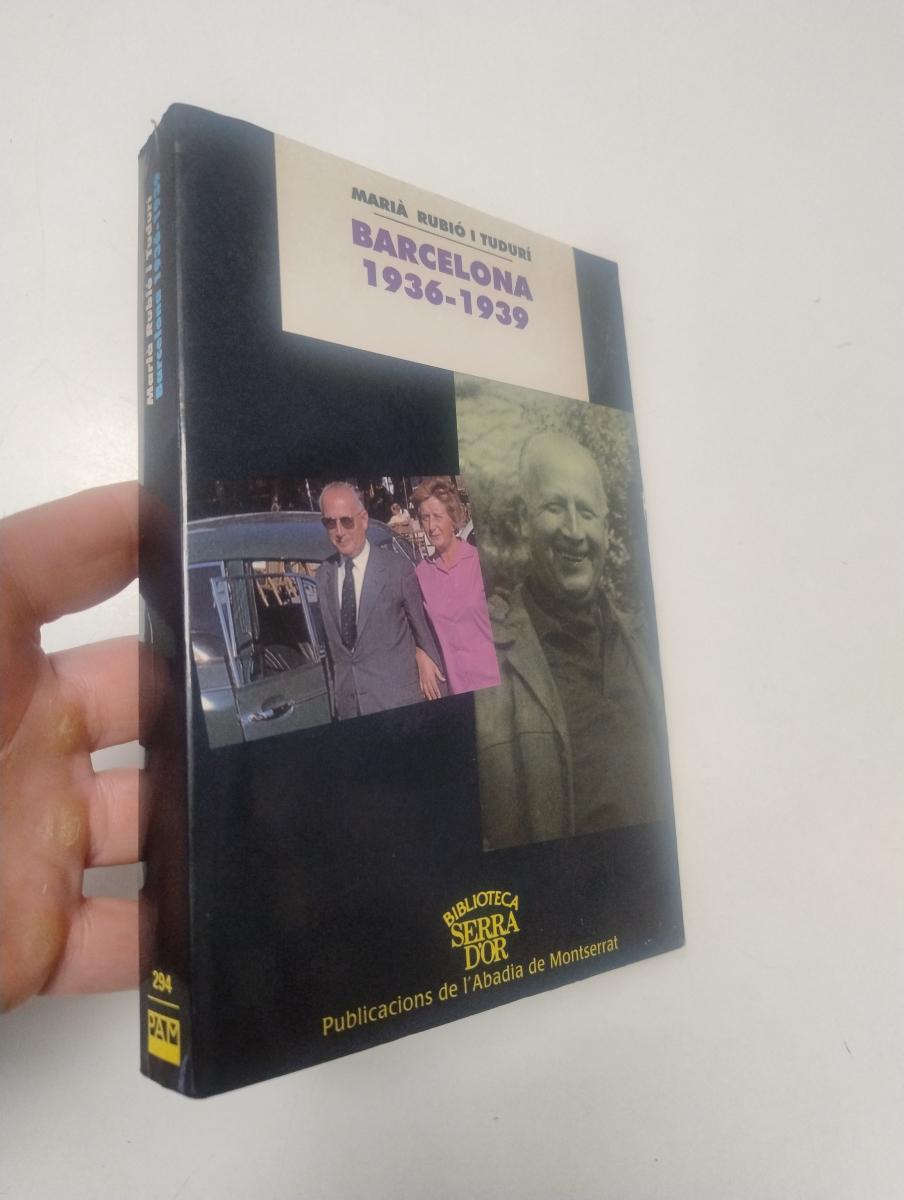 MARIÀ RUBIÓ I TUDURÍ
BARCELONA
1936-1939
BIBLIOTECA
SERRA
D'OR
Publicacions de l'Abadia de Montserrat
Marià Rubió i Tudurí
Barcelona 1936-1939
294
PAM